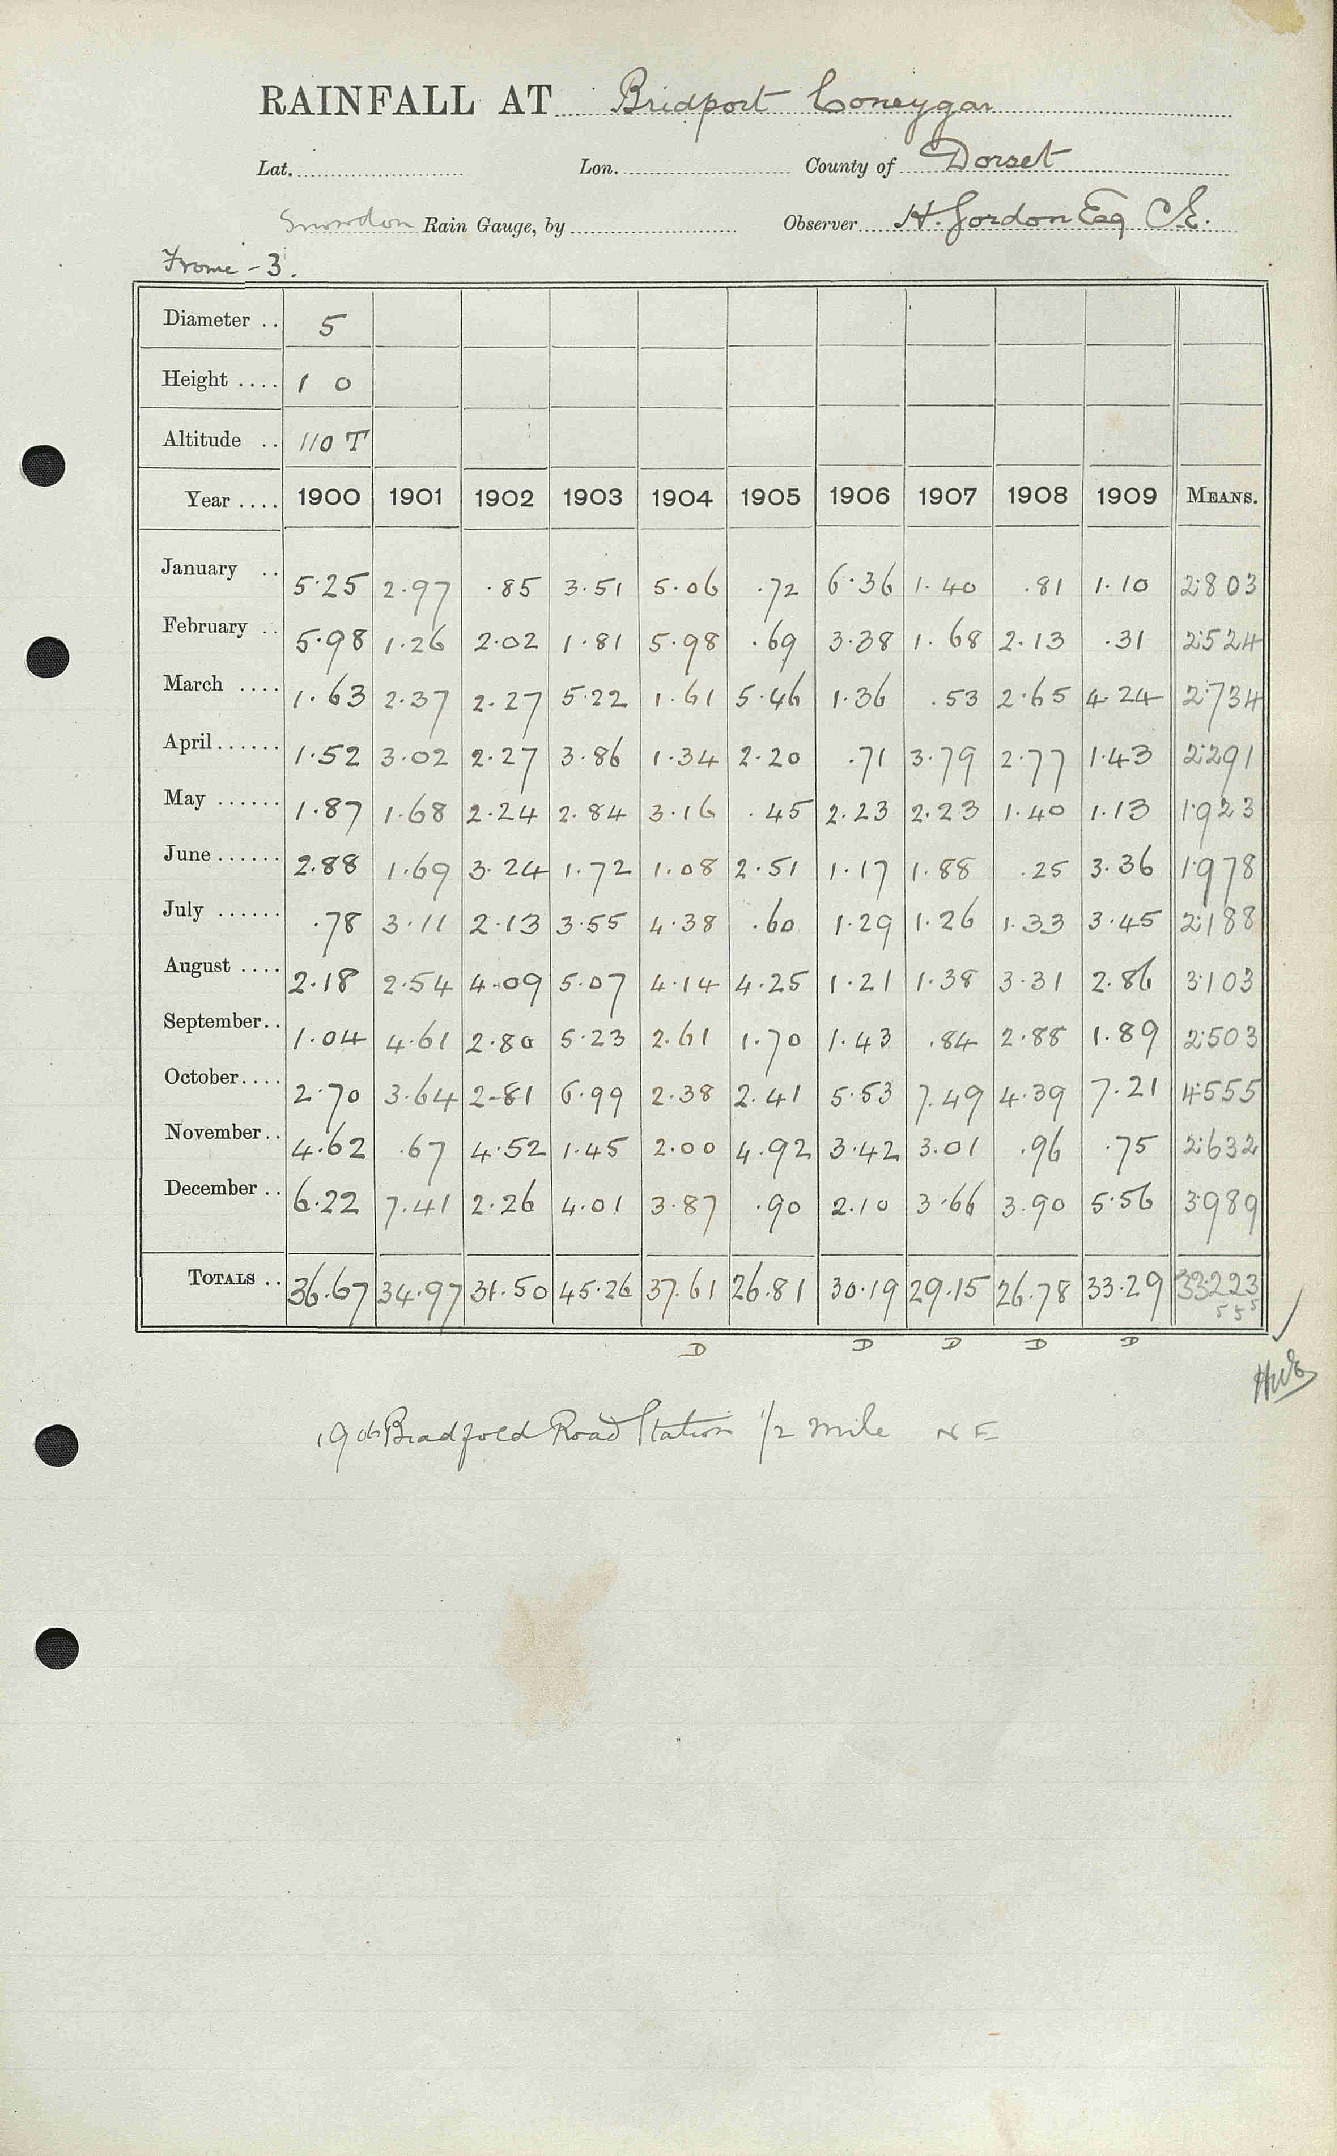 RAINFALL AT Bridport Coneygar
Lat. Lon. County of Dorset
Snowdon Rain Gauge, by Observer H. Gordon Esq C.E.
Frome - 3.
Diameter .. 5
Height .... 1 0
Altitude .. 110 T
Year .... 1900 1901 1902 1903 1904 1905 1906 1907 1908 1909 MEANS.
January .. 5.25 2.97 .85 3.51 5.06 .72 6.36 1.40 .81 1.10 2.803
February .. 5.98 1.26 2.02 1.81 5.98 .69 3.38 1.68 2.13 .31 2.524
March .... 1.63 2.37 2.27 5.22 1.61 5.46 1.36 .53 2.65 4.24 2.734
April...... 1.52 3.02 2.27 3.86 1.34 2.20 .71 3.79 2.77 1.43 2.291
May ...... 1.87 1.68 2.24 2.84 3.16 .45 2.23 2.23 1.40 1.13 1.923
June...... 2.88 1.69 3.24 1.72 1.08 2.51 1.17 1.88 .25 3.36 1.978
July ...... .78 3.11 2.13 3.55 4.38 .60 1.29 1.26 1.33 3.45 2.188
August .... 2.18 2.54 4.09 5.07 4.14 4.25 1.21 1.38 3.31 2.86 3.103
September.. 1.04 4.61 2.80 5.23 2.61 1.70 1.43 .84 2.88 1.89 2.503
October.... 2.70 3.64 2.81 6.99 2.38 2.41 5.53 7.49 4.39 7.21 4.555
November.. 4.62 .67 4.52 1.45 2.00 4.92 3.42 3.01 .96 .75 2.632
December .. 6.22 7.41 2.26 4.01 3.87 .90 2.10 3.66 3.90 5.56 3.989
TOTALS .. 36.67 34.97 31.50 45.26 37.61 26.81 30.19 29.15 26.78 33.29 33.223
5 5 5
D D D D D
Bradfold Road Station 1/2 mile N E